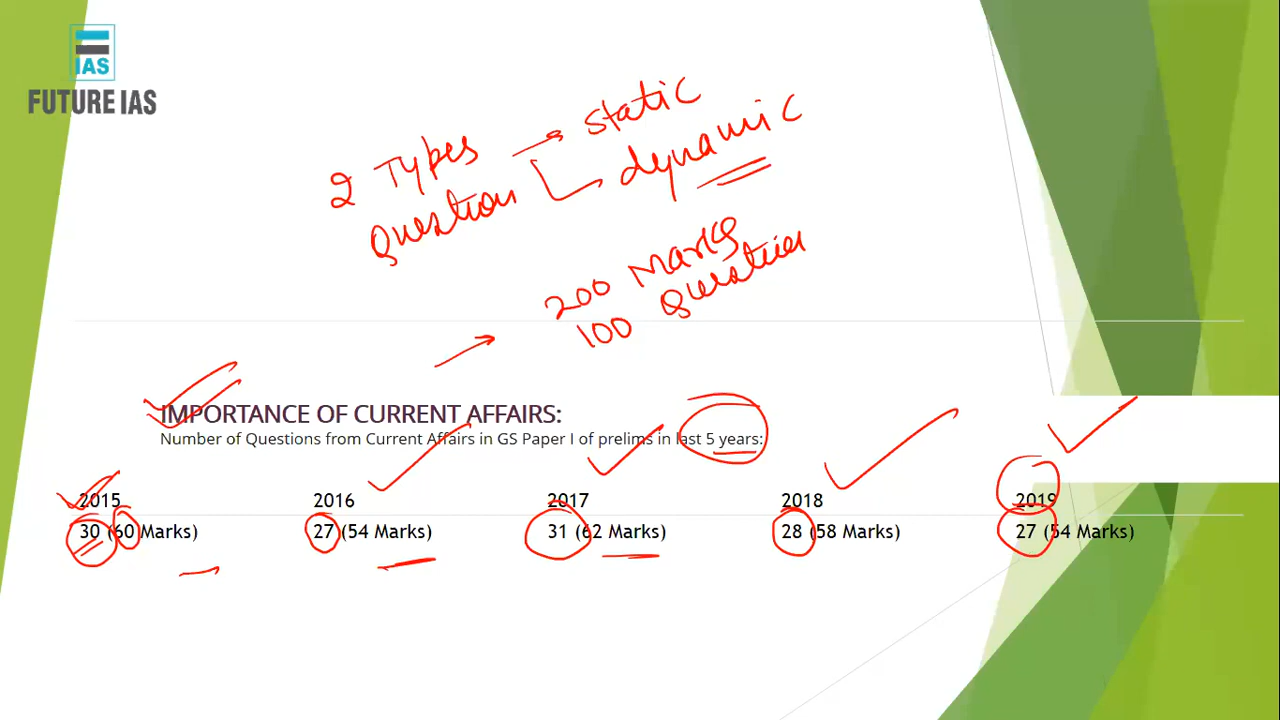 IAS
FUTURE IAS
2 Types
Question
static
dynamic
200 Marks
100 Question
IMPORTANCE OF CURRENT AFFAIRS:
Number of Questions from Current Affairs in GS Paper I of prelims in last 5 years:
2015 2016 2017 2018 2019
30 (60 Marks) 27 (54 Marks) 31 (62 Marks) 28 (58 Marks) 27 (54 Marks)